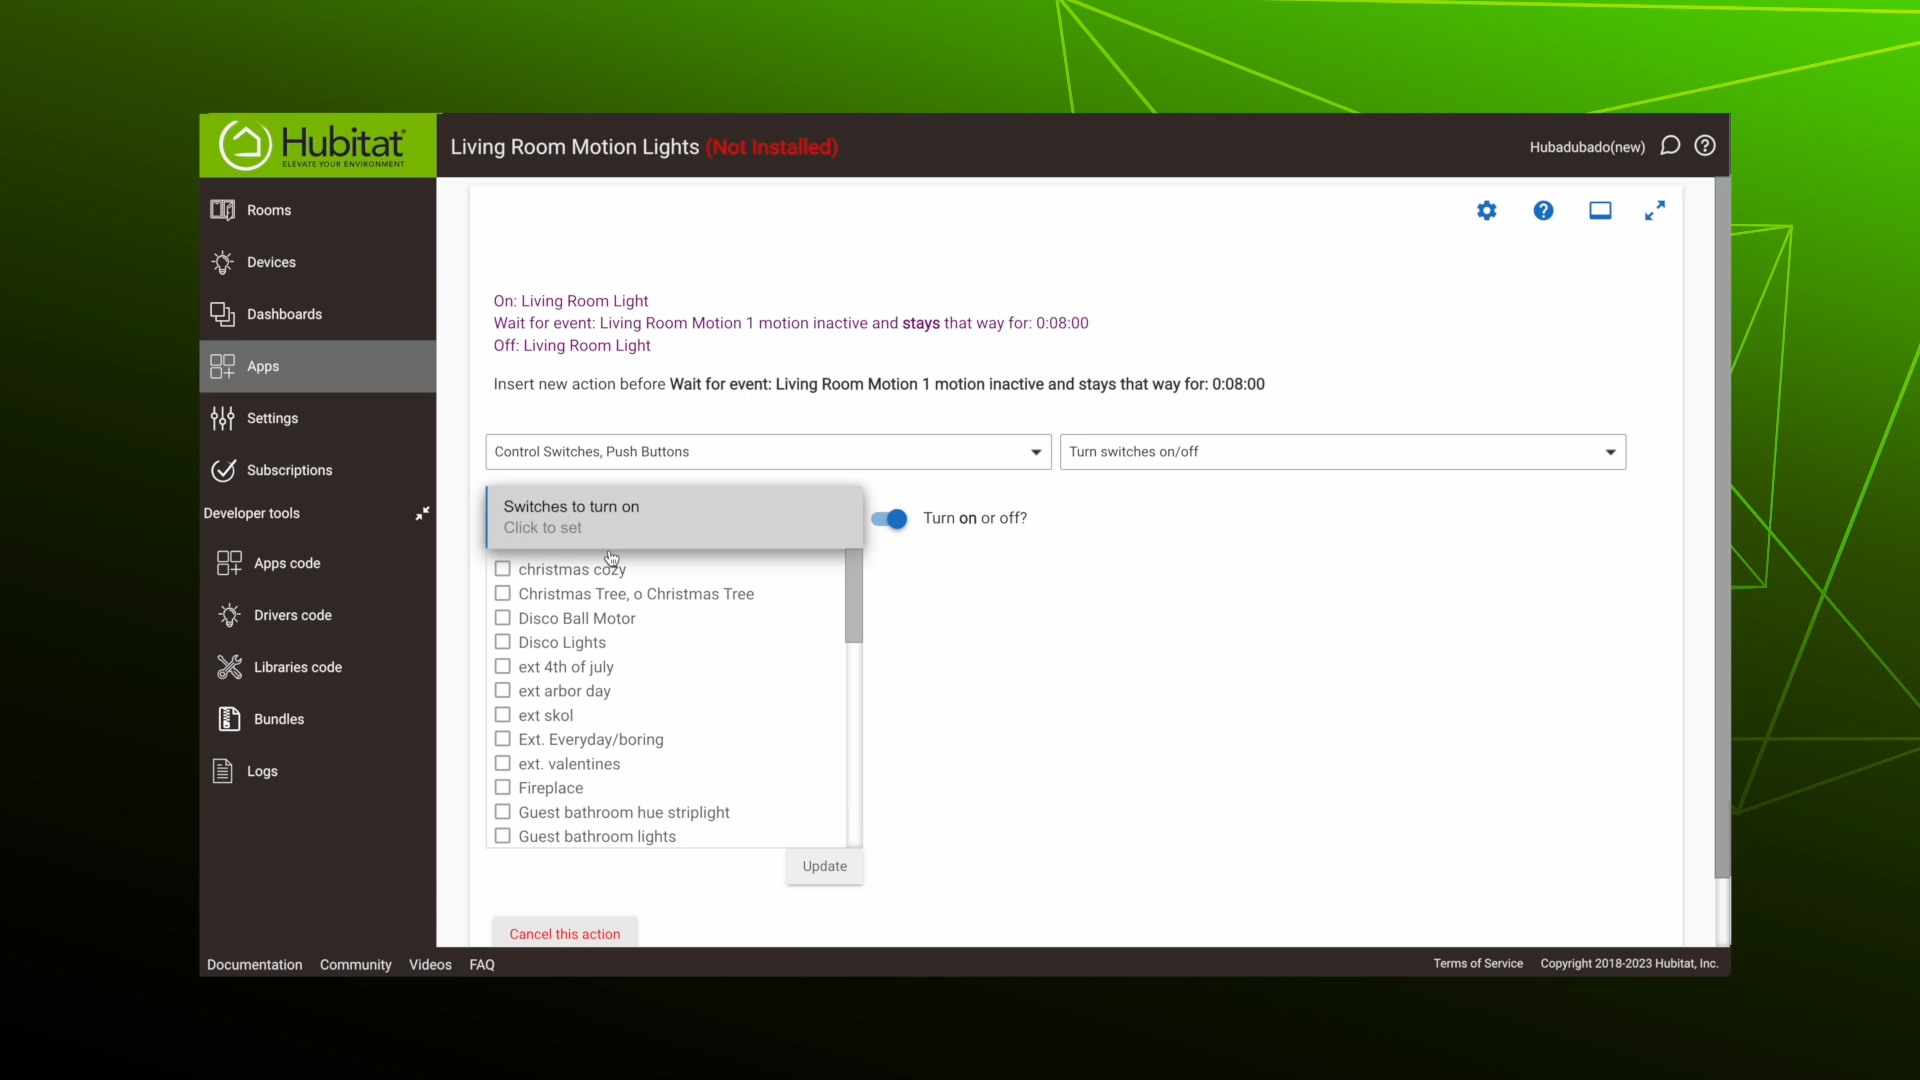 Hubitat
ELEVATE YOUR ENVIRONMENT
Living Room Motion Lights (Not Installed)
Hubadubado(new)
Rooms
Devices
Dashboards
Apps
Settings
Subscriptions
Developer tools
Apps code
Drivers code
Libraries code
Bundles
Logs
On: Living Room Light
Wait for event: Living Room Motion 1 motion inactive and stays that way for: 0:08:00
Off: Living Room Light
Insert new action before Wait for event: Living Room Motion 1 motion inactive and stays that way for: 0:08:00
Control Switches, Push Buttons
Turn switches on/off
Switches to turn on
Click to set
Turn on or off?
christmas cozy
Christmas Tree, o Christmas Tree
Disco Ball Motor
Disco Lights
ext 4th of july
ext arbor day
ext skol
Ext. Everyday/boring
ext. valentines
Fireplace
Guest bathroom hue striplight
Guest bathroom lights
Update
Cancel this action
Documentation Community Videos FAQ
Terms of Service Copyright 2018-2023 Hubitat, Inc.